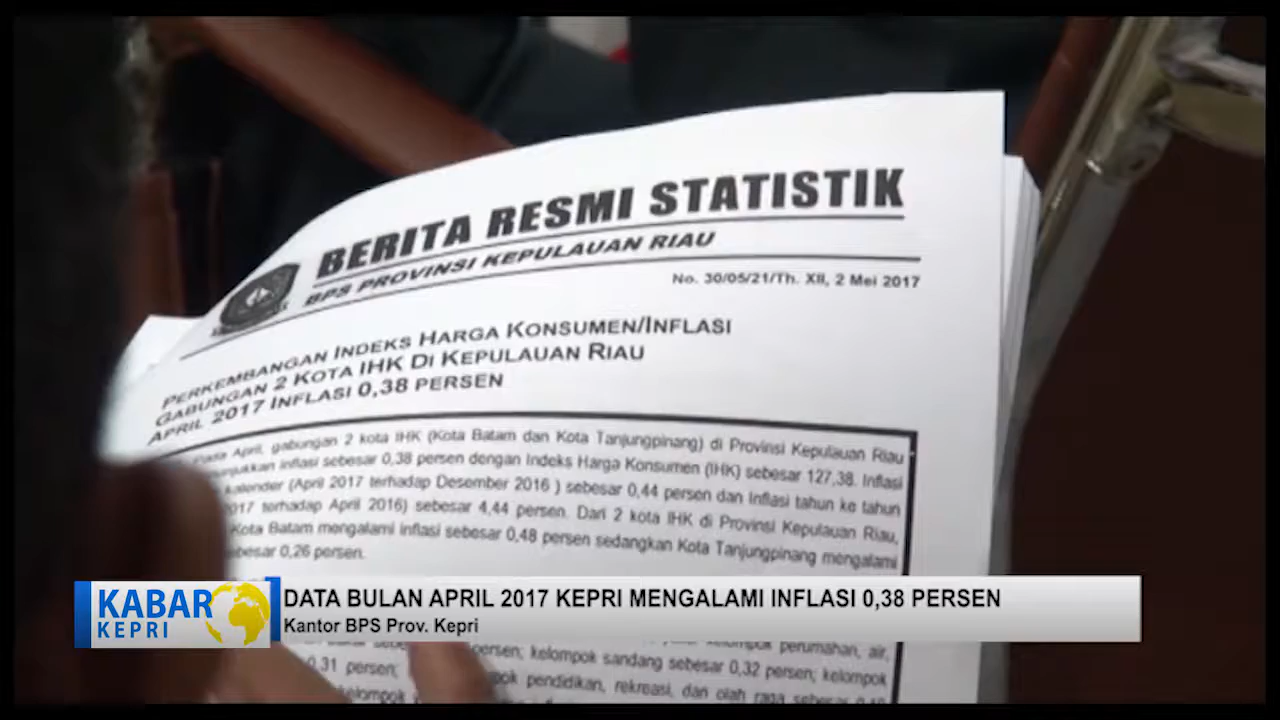 BERITA RESMI STATISTIK
BPS PROVINSI KEPULAUAN RIAU
No. 30/05/21/Th. XII, 2 Mei 2017
PERKEMBANGAN INDEKS HARGA KONSUMEN/INFLASI
GABUNGAN 2 KOTA IHK DI KEPULAUAN RIAU
APRIL 2017 INFLASI 0,38 PERSEN
Pada April, gabungan 2 kota IHK (Kota Batam dan Kota Tanjungpinang) di Provinsi Kepulauan Riau
inflasi sebesar 0,38 persen dengan Indeks Harga Konsumen (IHK) sebesar 127,38. Inflasi
kalender (April 2017 terhadap Desember 2016 ) sebesar 0,44 persen dan Inflasi tahun ke tahun
2017 terhadap April 2016) sebesar 4,44 persen. Dari 2 kota IHK di Provinsi Kepulauan Riau,
Kota Batam mengalami inflasi sebesar 0,48 persen sedangkan Kota Tanjungpinang mengalami
sebesar 0,26 persen.
KABAR
KEPRI
DATA BULAN APRIL 2017 KEPRI MENGALAMI INFLASI 0,38 PERSEN
Kantor BPS Prov. Kepri
kelompok perumahan, air,
persen; kelompok sandang sebesar 0,32 persen; kelompok
0,31 persen; pendidikan, rekreasi, dan olah raga sebesar
kelompok